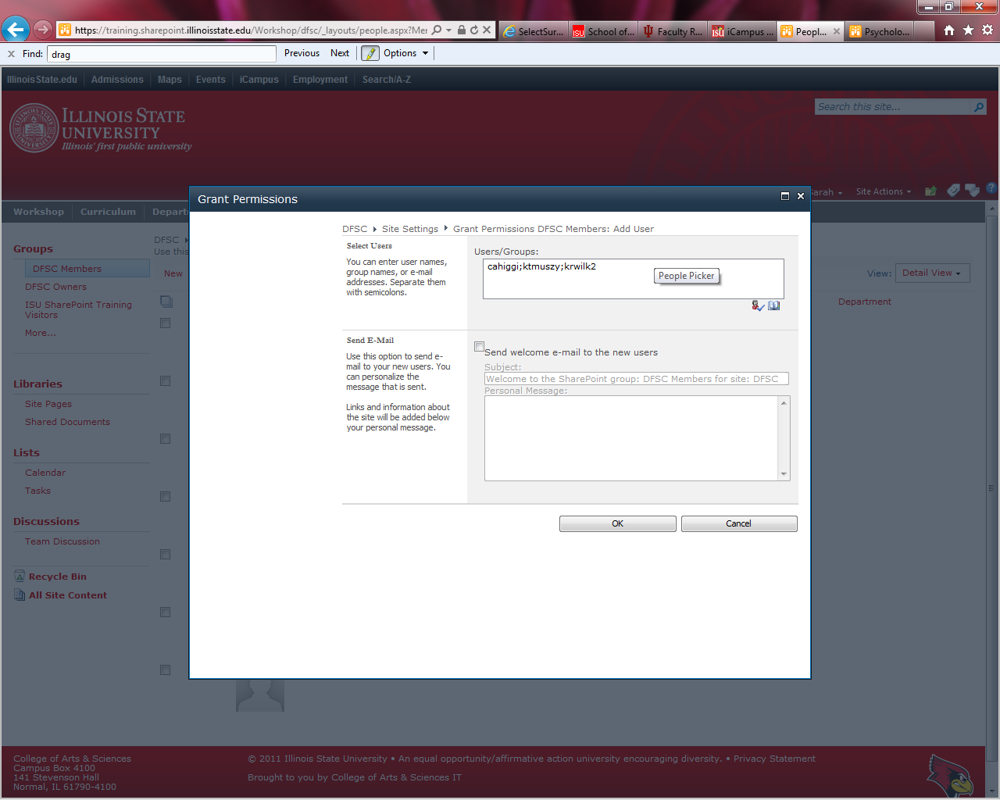 https://training.sharepoint.illinoisstate.edu/Workshop/dfsc/_layouts/people.aspx?Me
SelectSur...
ISU School of...
Faculty R...
iCampus ...
Peopl...
Psycholo...
x Find: drag Previous Next Options
IllinoisState.edu Admissions Maps Events iCampus Employment Search/A-Z
ILLINOIS STATE
UNIVERSITY
Illinois' first public university
Search this site...
Sarah Site Actions
Workshop Curriculum Depart
Grant Permissions
DFSC
Use this
New
View: Detail View
Department
Groups
DFSC Members
DFSC Owners
ISU SharePoint Training
Visitors
More...
Libraries
Site Pages
Shared Documents
Lists
Calendar
Tasks
Discussions
Team Discussion
Recycle Bin
All Site Content
DFSC Site Settings Grant Permissions DFSC Members: Add User
Select Users
You can enter user names,
group names, or e-mail
addresses. Separate them
with semicolons.
Users/Groups:
cahiggi;ktmuszy;krwilk2
People Picker
Send E-Mail
Use this option to send e-
mail to your new users. You
can personalize the
message that is sent.
Links and information about
the site will be added below
your personal message.
Send welcome e-mail to the new users
Subject:
Welcome to the SharePoint group: DFSC Members for site: DFSC
Personal Message:
OK Cancel
College of Arts & Sciences
Campus Box 4100
141 Stevenson Hall
Normal, IL 61790-4100
© 2011 Illinois State University • An equal opportunity/affirmative action university encouraging diversity. • Privacy Statement
Brought to you by College of Arts & Sciences IT